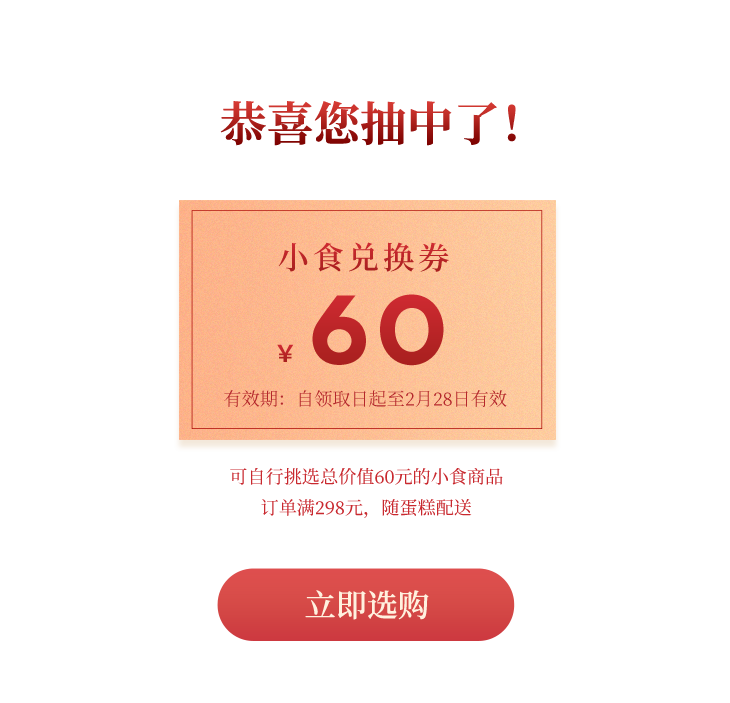 恭喜您抽中了！
小食兑换券
¥ 60
有效期：自领取日起至2月28日有效
可自行挑选总价值60元的小食商品
订单满298元，随蛋糕配送
立即选购